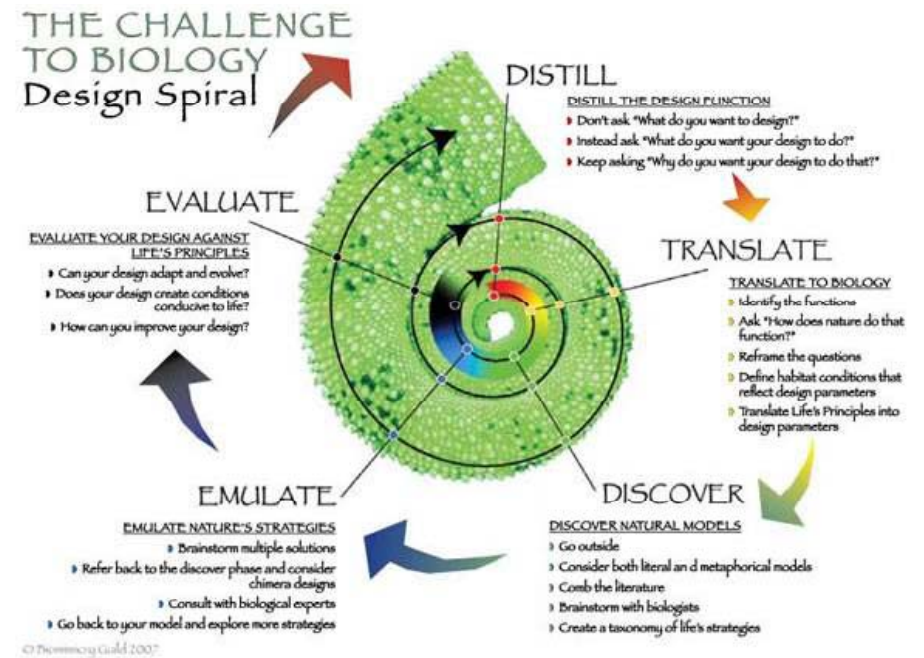 THE CHALLENGE
TO BIOLOGY
Design Spiral
DISTILL
DISTILL THE DESIGN FUNCTION
Don't ask "What do you want to design?"
Instead ask "What do you want your design to do?"
Keep asking "Why do you want your design to do that?"
TRANSLATE
TRANSLATE TO BIOLOGY
Identify the functions
Ask "How does nature do that
function?"
Reframe the questions
Define habitat conditions that
reflect design parameters
Translate Life's Principles into
design parameters
DISCOVER
DISCOVER NATURAL MODELS
Go outside
Consider both literal and metaphorical models
Comb the literature
Brainstorm with biologists
Create a taxonomy of life's strategies
EMULATE
EMULATE NATURE'S STRATEGIES
Brainstorm multiple solutions
Refer back to the discover phase and consider
chimera designs
Consult with biological experts
Go back to your model and explore more strategies
EVALUATE
EVALUATE YOUR DESIGN AGAINST
LIFE'S PRINCIPLES
Can your design adapt and evolve?
Does your design create conditions
conducive to life?
How can you improve your design?
© Biomimicry Guild 2007